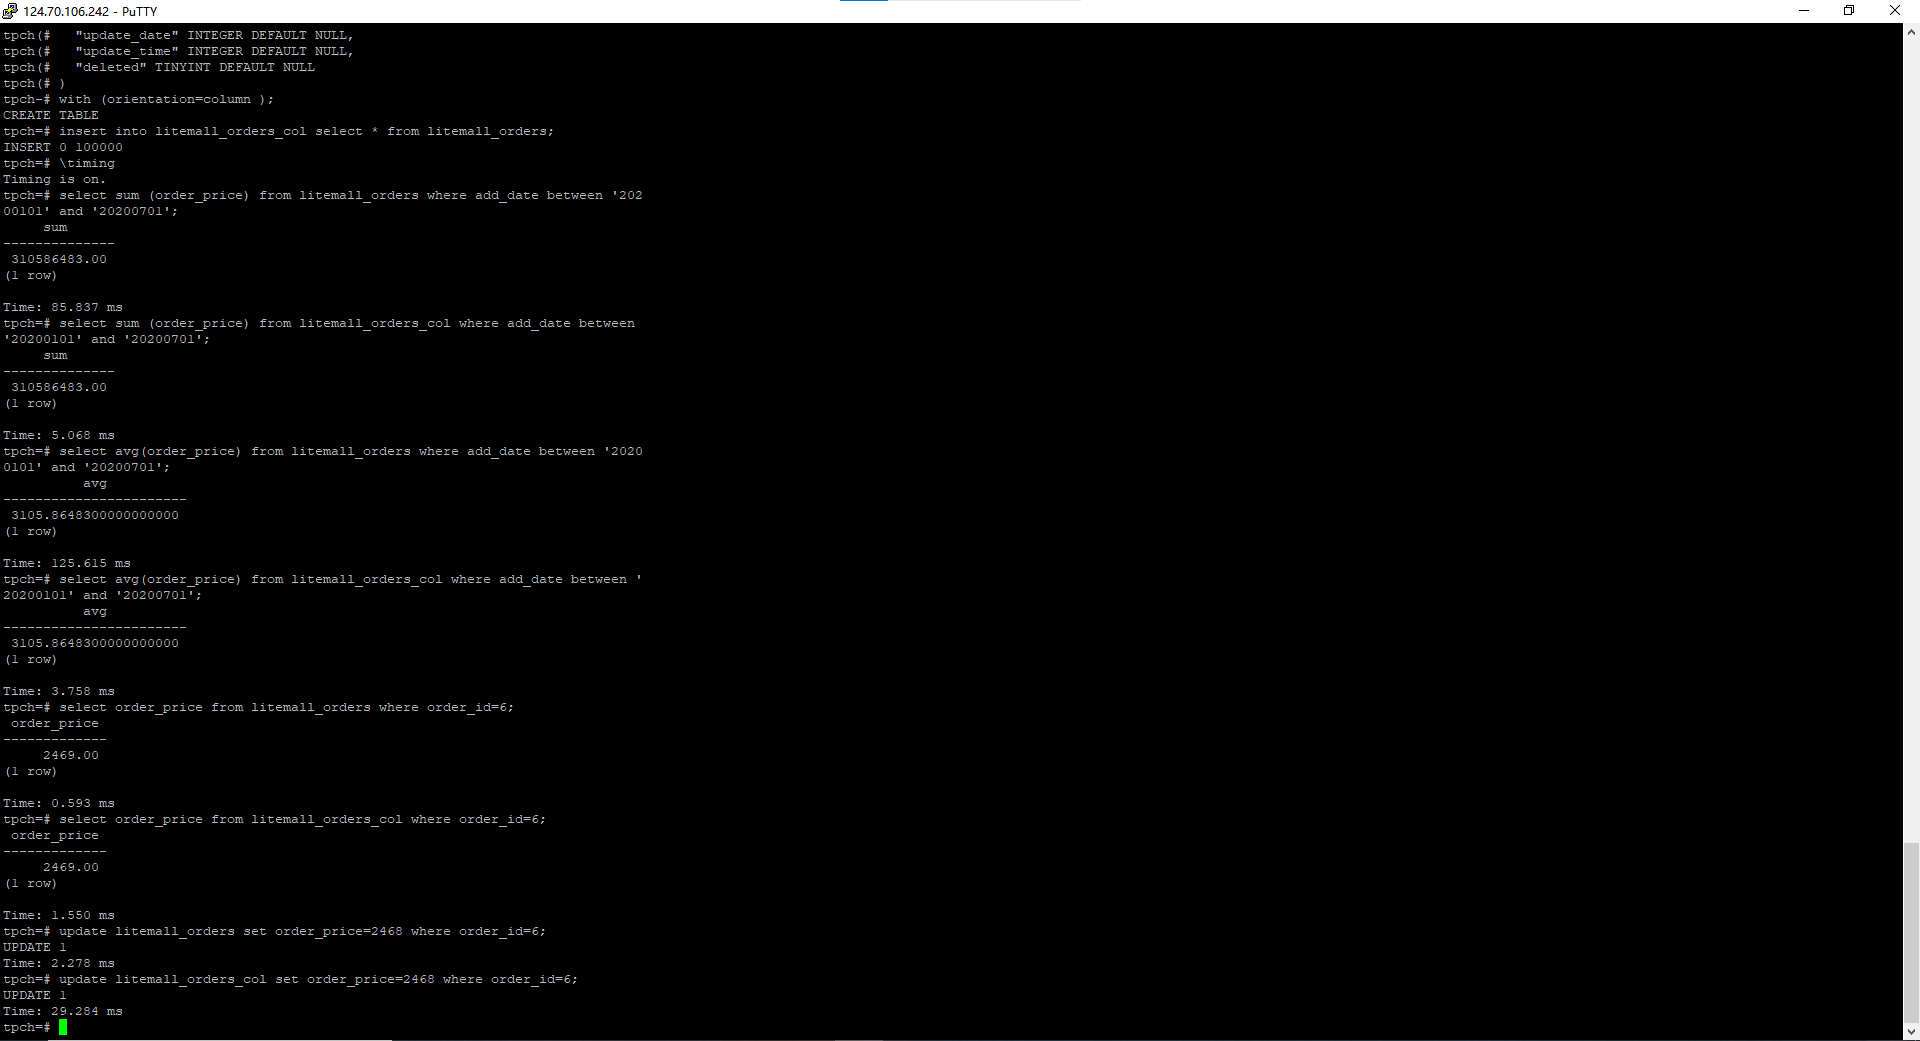 124.70.106.242 - PuTTY
tpch(#   "update_date" INTEGER DEFAULT NULL,
tpch(#   "update_time" INTEGER DEFAULT NULL,
tpch(#   "deleted" TINYINT DEFAULT NULL
tpch(# )
tpch-# with (orientation=column );
CREATE TABLE
tpch=# insert into litemall_orders_col select * from litemall_orders;
INSERT 0 100000
tpch=# \timing
Timing is on.
tpch=# select sum (order_price) from litemall_orders where add_date between '202
00101' and '20200701';
     sum
--------------
 310586483.00
(1 row)

Time: 85.837 ms
tpch=# select sum (order_price) from litemall_orders_col where add_date between
'20200101' and '20200701';
     sum
--------------
 310586483.00
(1 row)

Time: 5.068 ms
tpch=# select avg(order_price) from litemall_orders where add_date between '2020
0101' and '20200701';
          avg
-----------------------
 3105.8648300000000000
(1 row)

Time: 125.615 ms
tpch=# select avg(order_price) from litemall_orders_col where add_date between '
20200101' and '20200701';
          avg
-----------------------
 3105.8648300000000000
(1 row)

Time: 3.758 ms
tpch=# select order_price from litemall_orders where order_id=6;
 order_price
-------------
     2469.00
(1 row)

Time: 0.593 ms
tpch=# select order_price from litemall_orders_col where order_id=6;
 order_price
-------------
     2469.00
(1 row)

Time: 1.550 ms
tpch=# update litemall_orders set order_price=2468 where order_id=6;
UPDATE 1
Time: 2.278 ms
tpch=# update litemall_orders_col set order_price=2468 where order_id=6;
UPDATE 1
Time: 29.284 ms
tpch=#